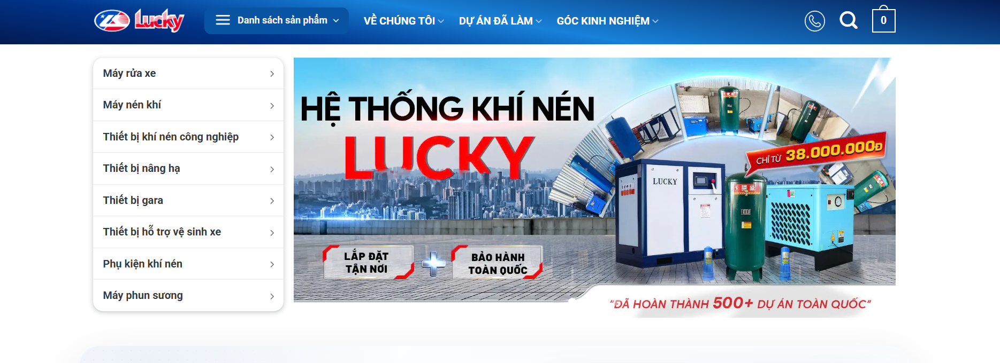 Lucky
Danh sách sản phẩm
VỀ CHÚNG TÔI
DỰ ÁN ĐÃ LÀM
GÓC KINH NGHIỆM
0
Máy rửa xe
Máy nén khí
Thiết bị khí nén công nghiệp
Thiết bị nâng hạ
Thiết bị gara
Thiết bị hỗ trợ vệ sinh xe
Phụ kiện khí nén
Máy phun sương
HỆ THỐNG KHÍ NÉN
LUCKY
CHỈ TỪ 38.000.000Đ
LUCKY
LẮP ĐẶT
TẬN NƠI
BẢO HÀNH
TOÀN QUỐC
“ĐÃ HOÀN THÀNH 500+ DỰ ÁN TOÀN QUỐC”